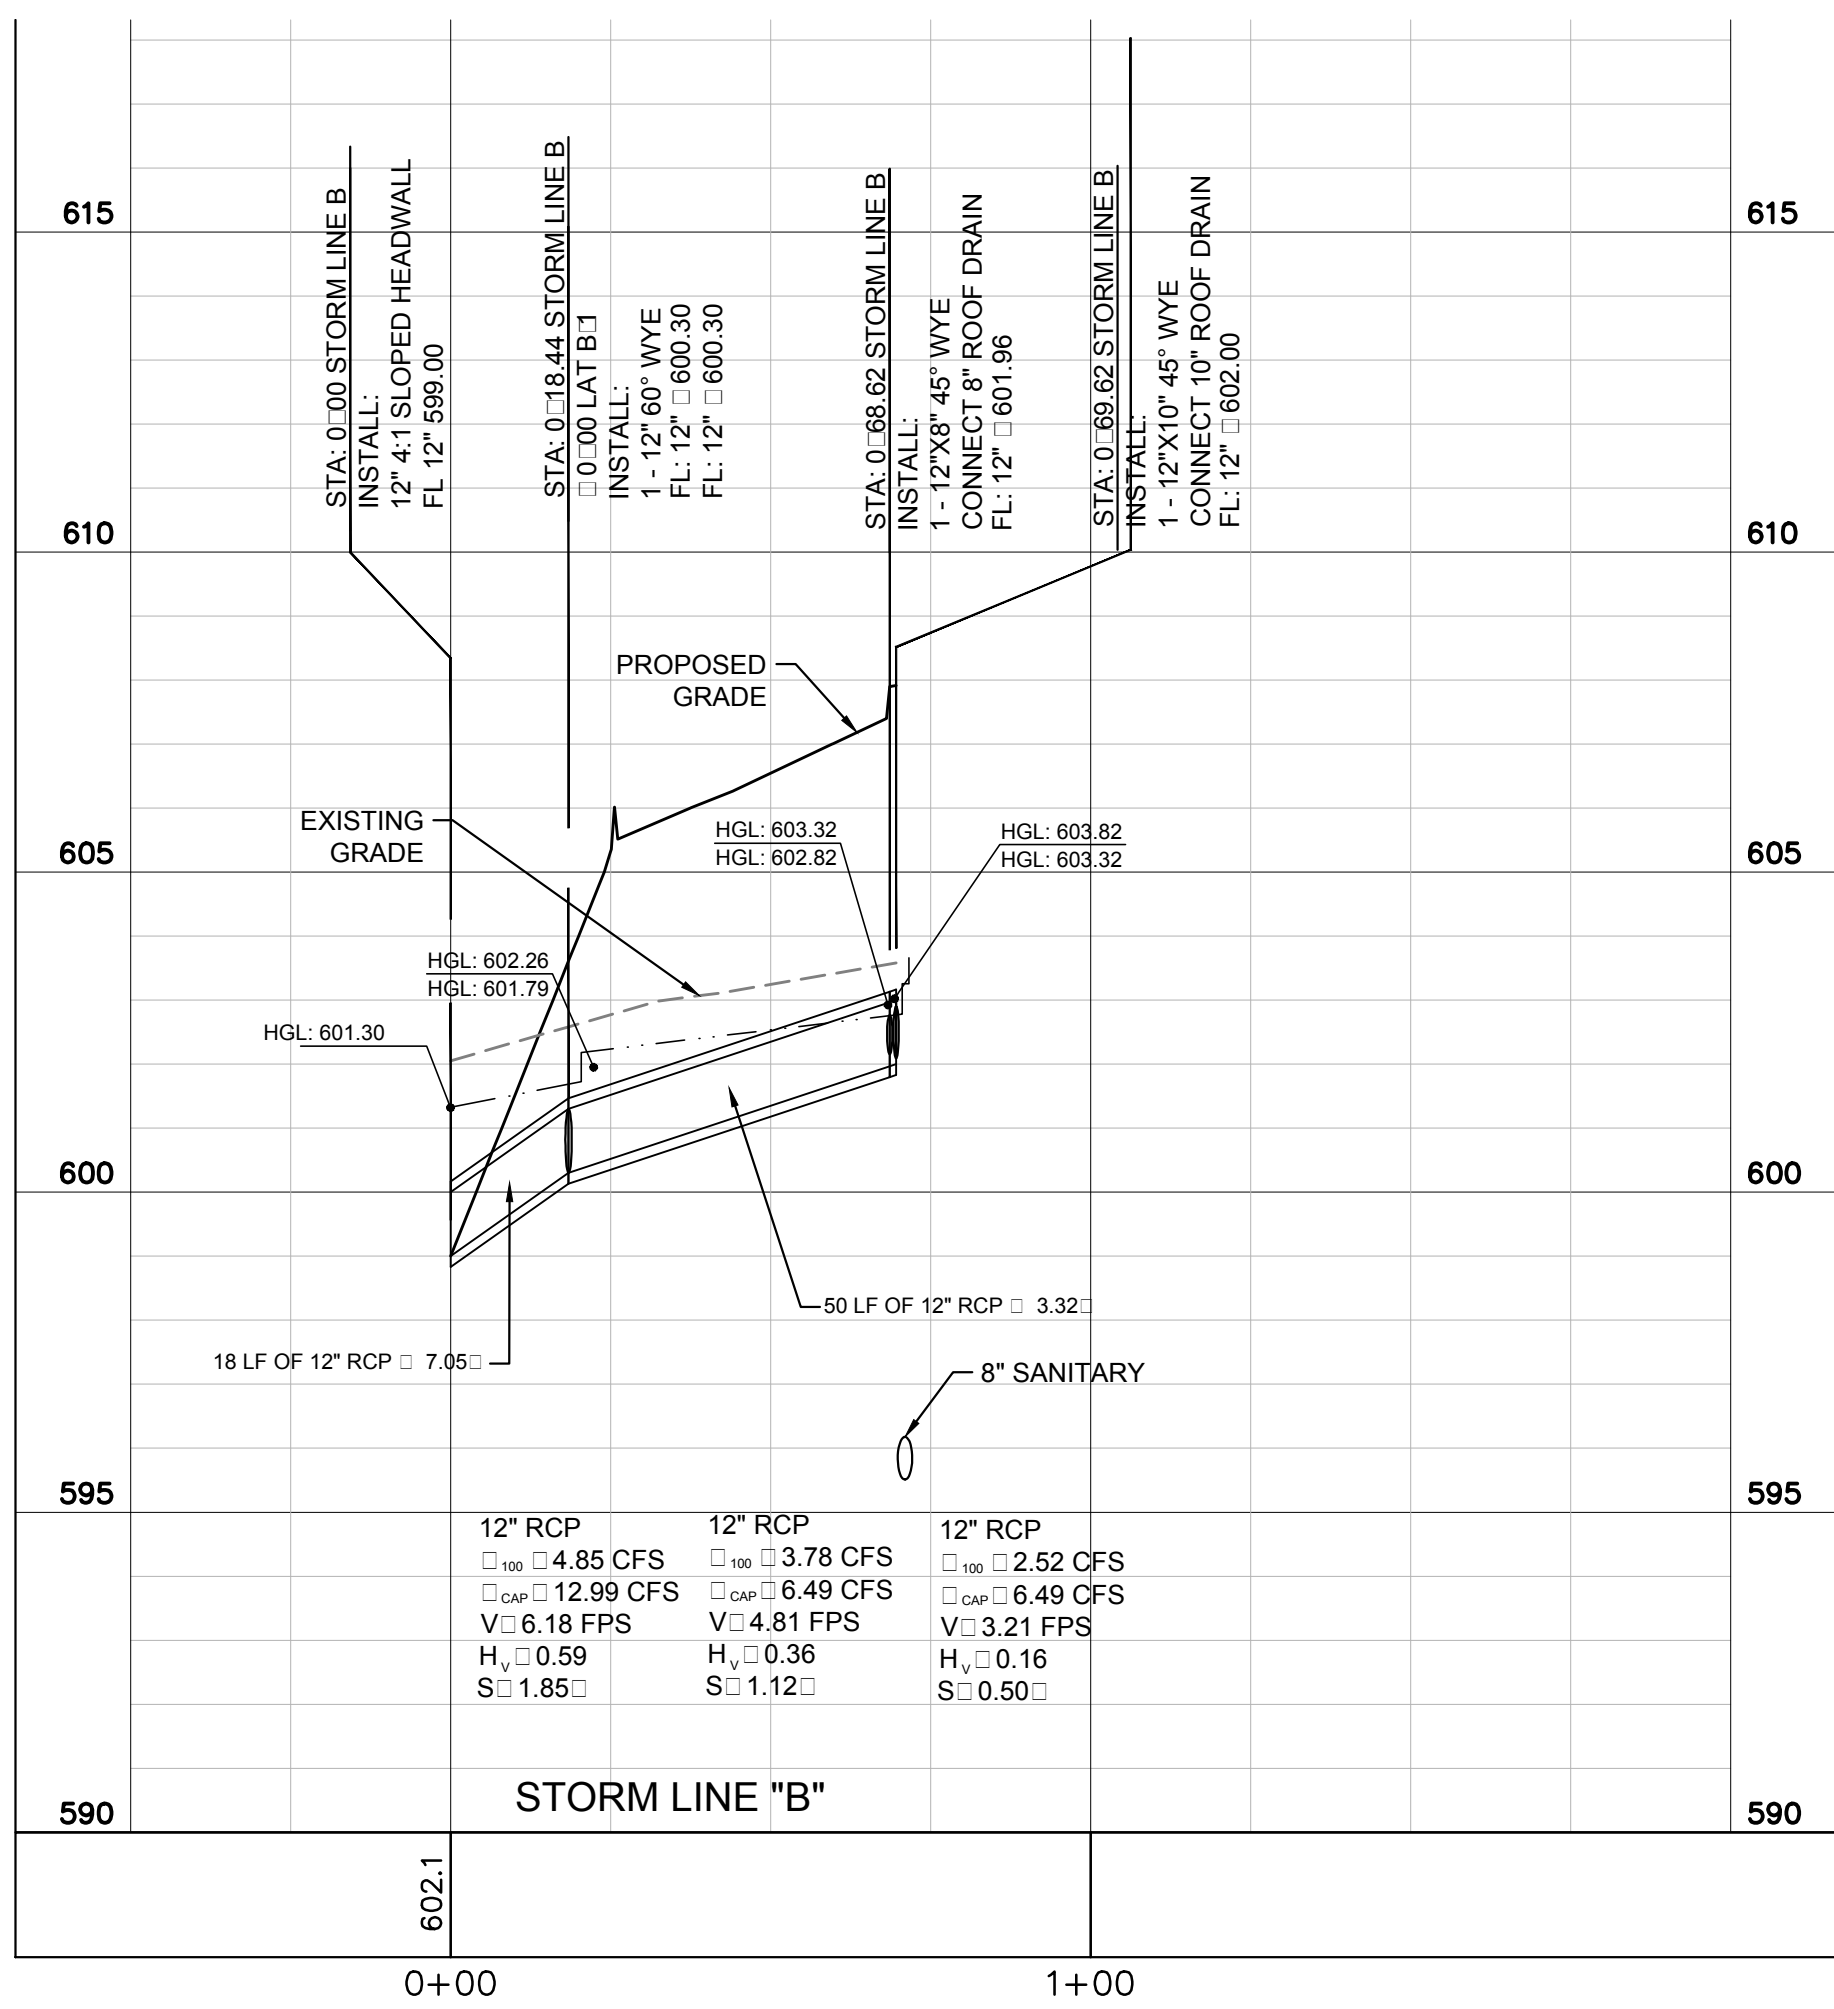 STA: 0□00 STORM LINE B
INSTALL:
12" 4:1 SLOPED HEADWALL
FL 12" 599.00
STA: 0□18.44 STORM LINE B
□ 0□00 LAT B□1
INSTALL:
1 - 12" 60° WYE
FL: 12" □ 600.30
FL: 12" □ 600.30
STA: 0□68.62 STORM LINE B
INSTALL:
1 - 12"X8" 45° WYE
CONNECT 8" ROOF DRAIN
FL: 12" □ 601.96
STA: 0□69.62 STORM LINE B
INSTALL:
1 - 12"X10" 45° WYE
CONNECT 10" ROOF DRAIN
FL: 12" □ 602.00
615
615
610
610
PROPOSED
GRADE
EXISTING
GRADE
605
605
HGL: 603.32
HGL: 602.82
HGL: 603.82
HGL: 603.32
HGL: 602.26
HGL: 601.79
HGL: 601.30
600
600
50 LF OF 12" RCP □ 3.32□
18 LF OF 12" RCP □ 7.05□
8" SANITARY
595
595
12" RCP
□100 □ 4.85 CFS
□CAP □ 12.99 CFS
V□ 6.18 FPS
HV □ 0.59
S□ 1.85□
12" RCP
□100 □ 3.78 CFS
□CAP □ 6.49 CFS
V□ 4.81 FPS
HV □ 0.36
S□ 1.12□
12" RCP
□100 □ 2.52 CFS
□CAP □ 6.49 CFS
V□ 3.21 FPS
HV □ 0.16
S□ 0.50□
STORM LINE "B"
590
590
602.1
0+00
1+00